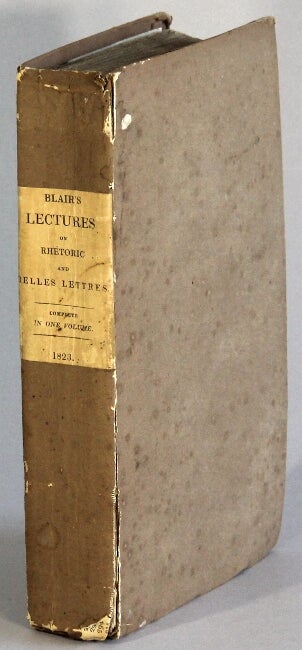 BLAIR'S
LECTURES
ON
RHETORIC
AND
BELLES LETTRES
COMPLETE
IN ONE VOLUME.
1823.